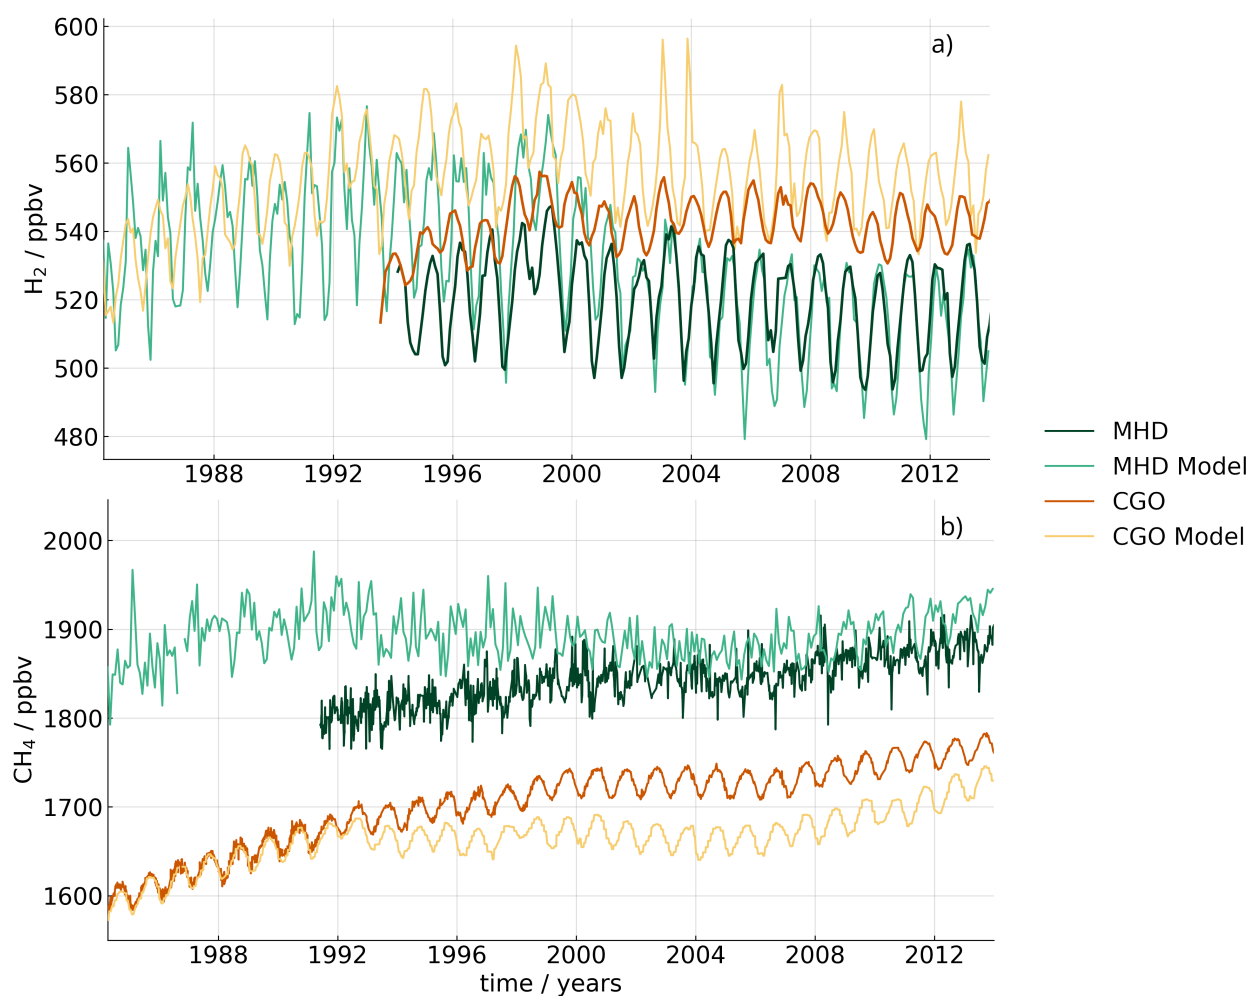 a)
600
580
560
540
520
500
480
H₂ / ppbv
1988 1992 1996 2000 2004 2008 2012
MHD
MHD Model
CGO
CGO Model
b)
2000
1900
1800
1700
1600
CH₄ / ppbv
1988 1992 1996 2000 2004 2008 2012
time / years